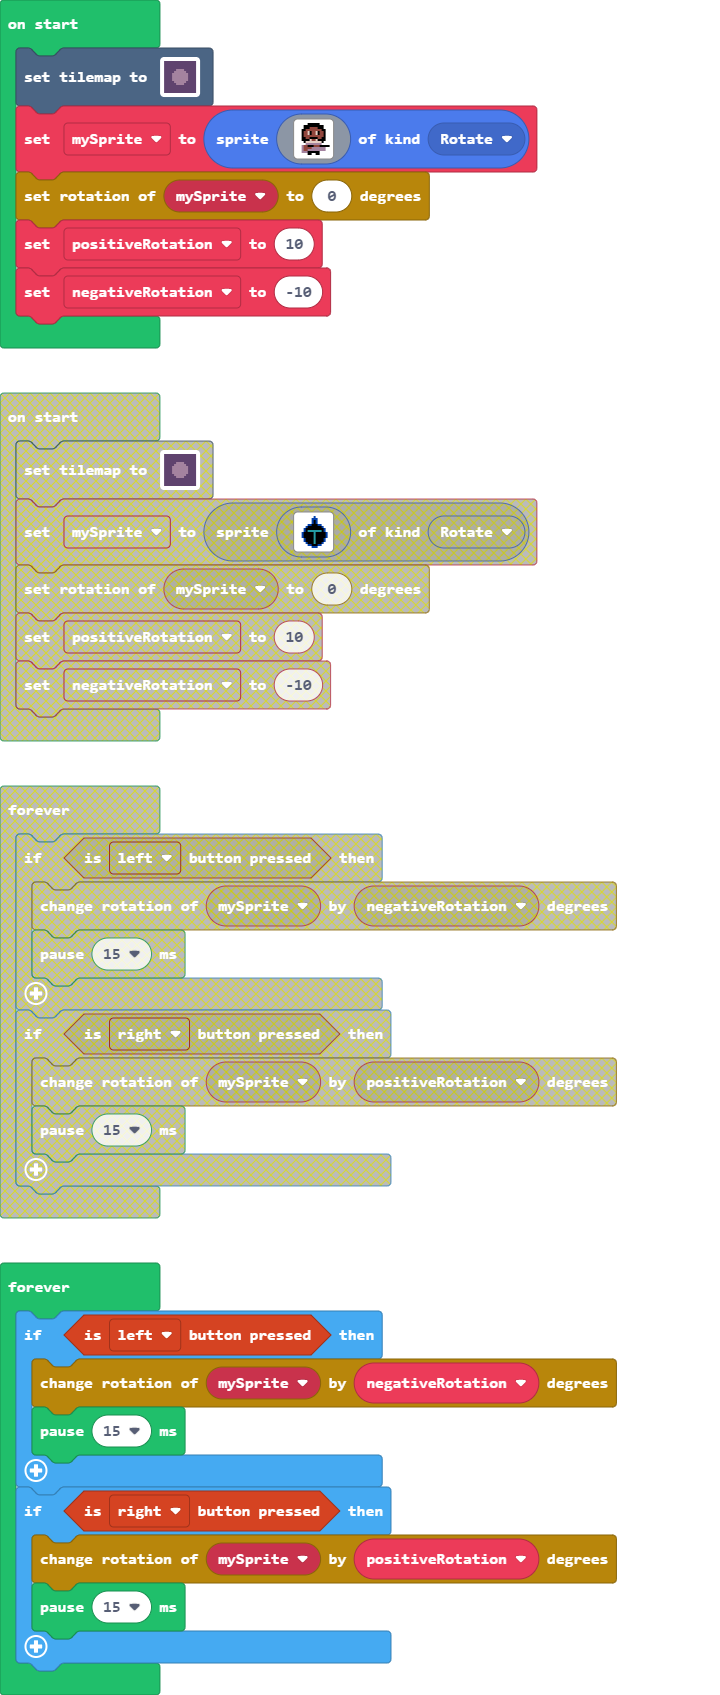 on start
set tilemap to
set mySprite to sprite of kind Rotate
set rotation of mySprite to 0 degrees
set positiveRotation to 10
set negativeRotation to -10
on start
set tilemap to
set mySprite to sprite of kind Rotate
set rotation of mySprite to 0 degrees
set positiveRotation to 10
set negativeRotation to -10
forever
if is left button pressed then
change rotation of mySprite by negativeRotation degrees
pause 15 ms
if is right button pressed then
change rotation of mySprite by positiveRotation degrees
pause 15 ms
forever
if is left button pressed then
change rotation of mySprite by negativeRotation degrees
pause 15 ms
if is right button pressed then
change rotation of mySprite by positiveRotation degrees
pause 15 ms